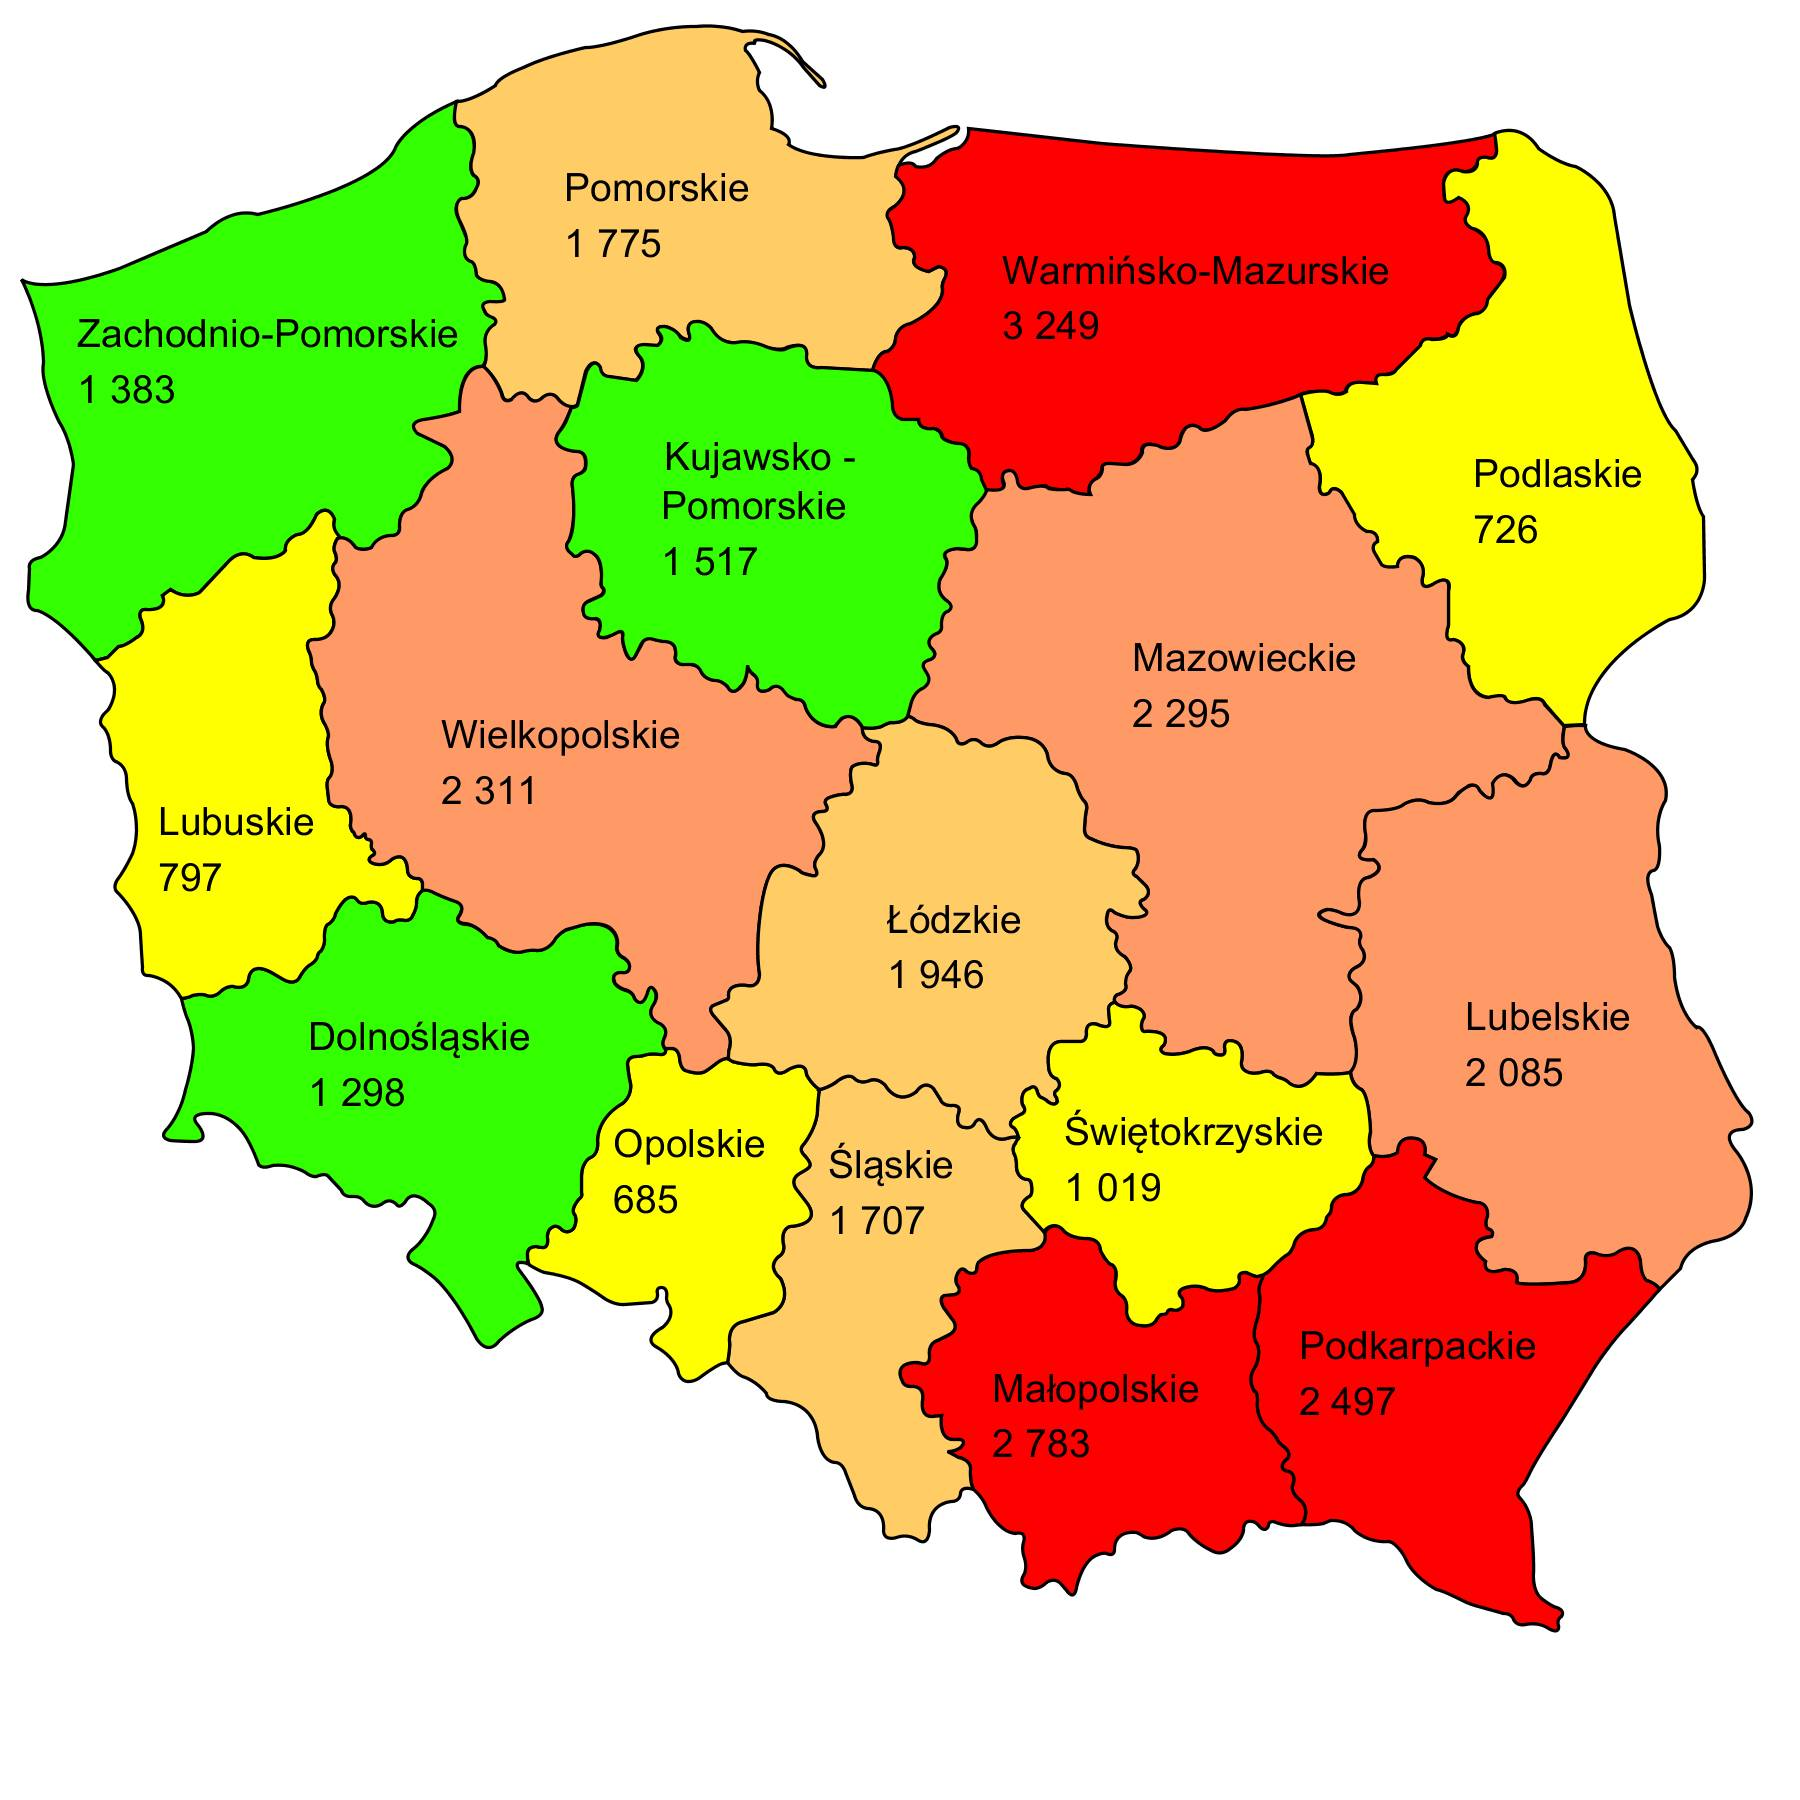 Pomorskie
1 775
Warmińsko-Mazurskie
3 249
Zachodnio-Pomorskie
1 383
Kujawsko -
Pomorskie
1 517
Podlaskie
726
Mazowieckie
2 295
Wielkopolskie
2 311
Lubuskie
797
Łódzkie
1 946
Dolnośląskie
1 298
Lubelskie
2 085
Opolskie
685
Śląskie
1 707
Świętokrzyskie
1 019
Małopolskie
2 783
Podkarpackie
2 497